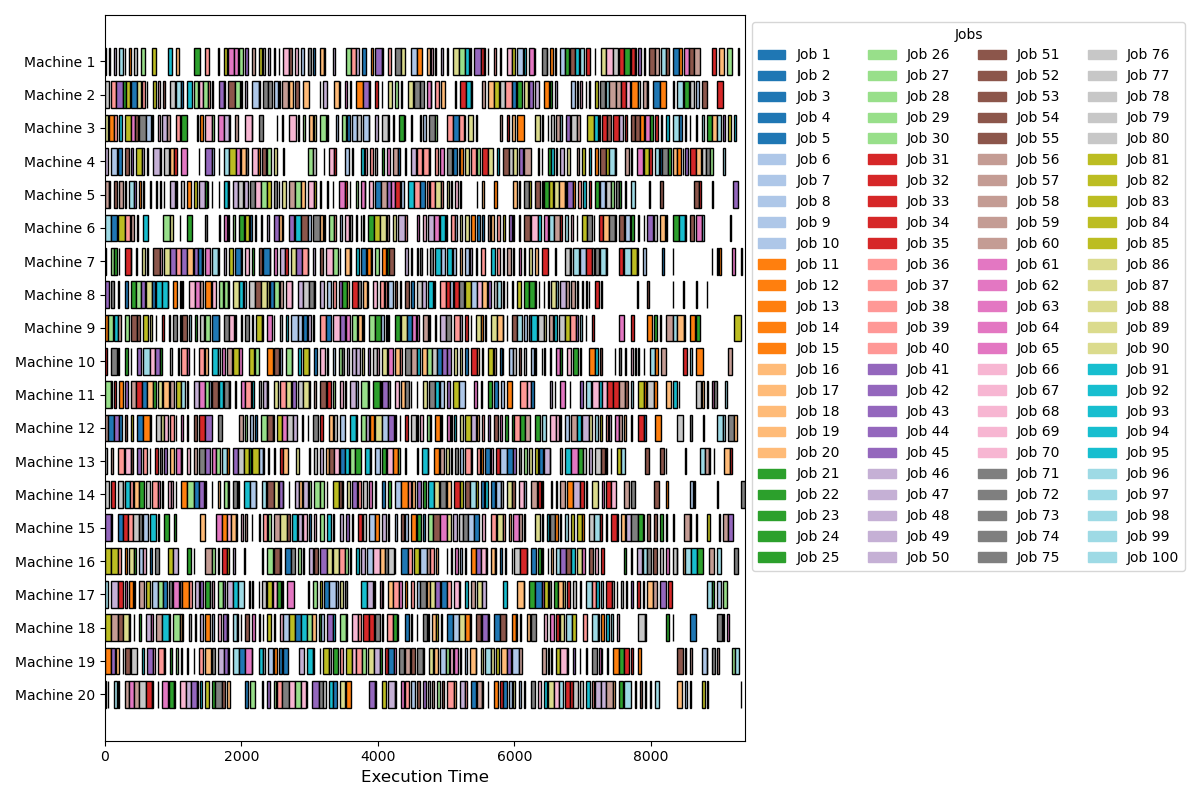 Machine 1
Machine 2
Machine 3
Machine 4
Machine 5
Machine 6
Machine 7
Machine 8
Machine 9
Machine 10
Machine 11
Machine 12
Machine 13
Machine 14
Machine 15
Machine 16
Machine 17
Machine 18
Machine 19
Machine 20
0 2000 4000 6000 8000
Execution Time
Jobs
Job 1 Job 26 Job 51 Job 76
Job 2 Job 27 Job 52 Job 77
Job 3 Job 28 Job 53 Job 78
Job 4 Job 29 Job 54 Job 79
Job 5 Job 30 Job 55 Job 80
Job 6 Job 31 Job 56 Job 81
Job 7 Job 32 Job 57 Job 82
Job 8 Job 33 Job 58 Job 83
Job 9 Job 34 Job 59 Job 84
Job 10 Job 35 Job 60 Job 85
Job 11 Job 36 Job 61 Job 86
Job 12 Job 37 Job 62 Job 87
Job 13 Job 38 Job 63 Job 88
Job 14 Job 39 Job 64 Job 89
Job 15 Job 40 Job 65 Job 90
Job 16 Job 41 Job 66 Job 91
Job 17 Job 42 Job 67 Job 92
Job 18 Job 43 Job 68 Job 93
Job 19 Job 44 Job 69 Job 94
Job 20 Job 45 Job 70 Job 95
Job 21 Job 46 Job 71 Job 96
Job 22 Job 47 Job 72 Job 97
Job 23 Job 48 Job 73 Job 98
Job 24 Job 49 Job 74 Job 99
Job 25 Job 50 Job 75 Job 100